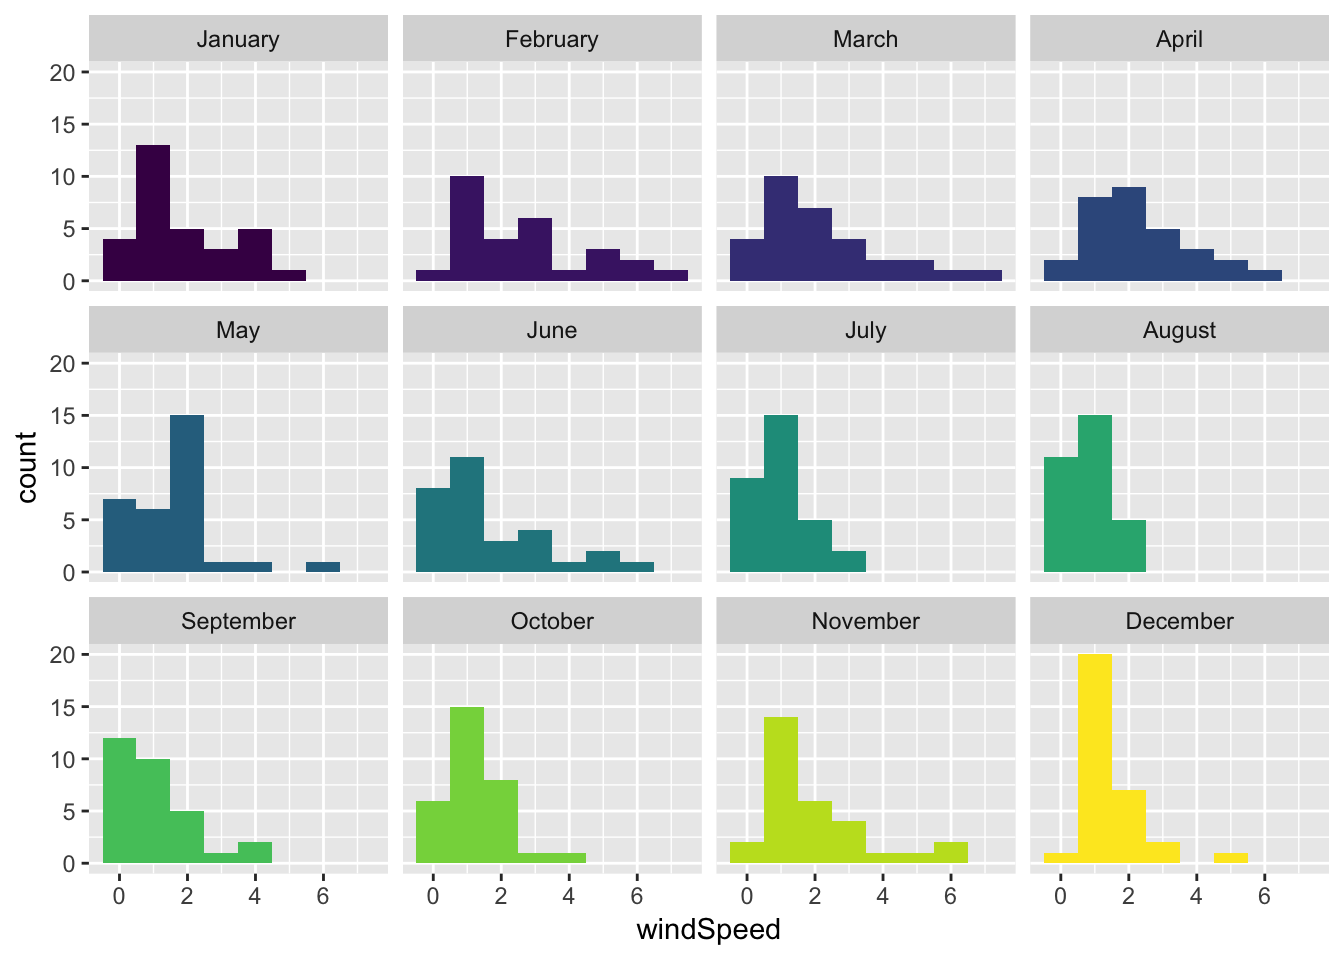 January February March April
20
15
10
5
0
May June July August
20
15
10
5
0
count
September October November December
20
15
10
5
0
0 2 4 6 0 2 4 6 0 2 4 6 0 2 4 6
windSpeed